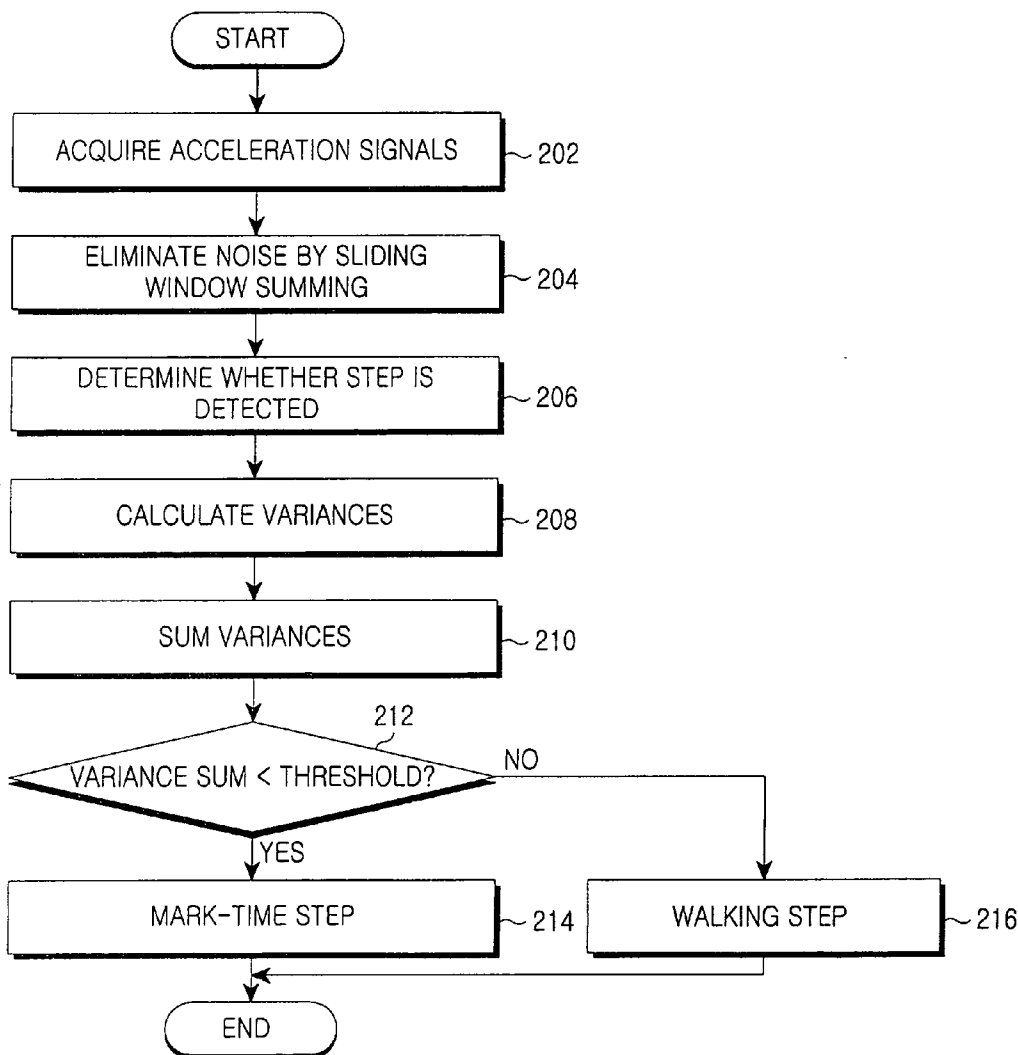 START
ACQUIRE ACCELERATION SIGNALS
202
ELIMINATE NOISE BY SLIDING
WINDOW SUMMING
204
DETERMINE WHETHER STEP IS
DETECTED
206
CALCULATE VARIANCES
208
SUM VARIANCES
210
212
VARIANCE SUM < THRESHOLD?
NO
YES
MARK-TIME STEP
214
WALKING STEP
216
END